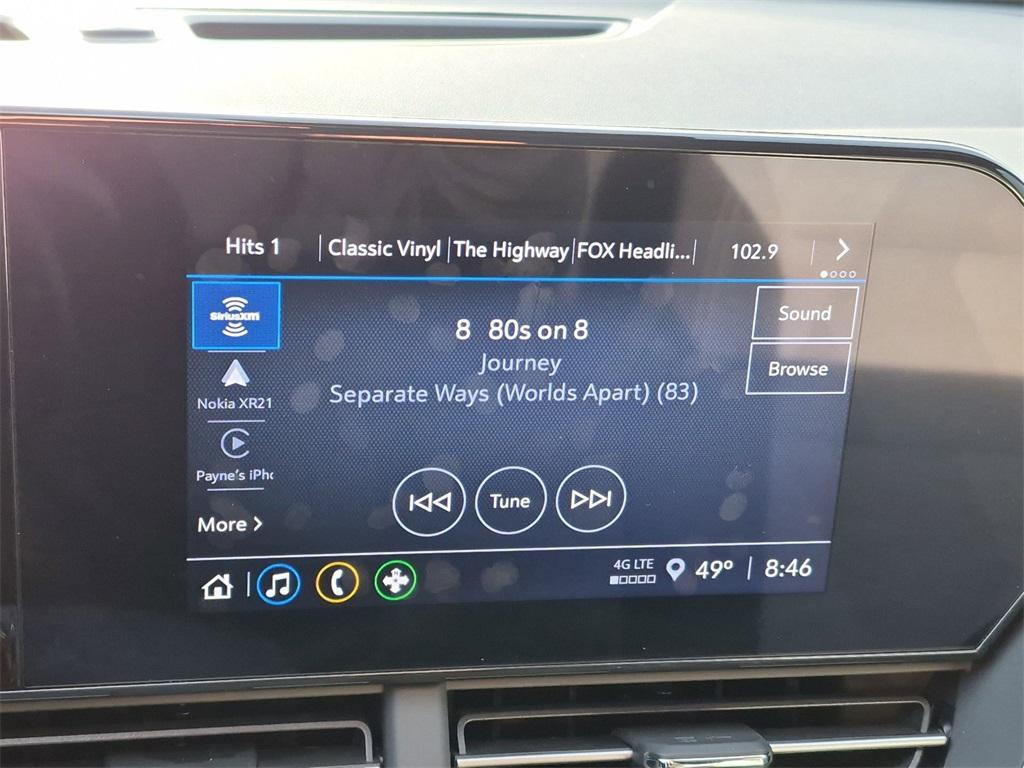 Hits 1 Classic Vinyl The Highway FOX Headli... 102.9
SiriusXM
Sound
8 80s on 8
Journey
Browse
Separate Ways (Worlds Apart) (83)
Nokia XR21
Payne's iPho
Tune
More
4G LTE
49° 8:46